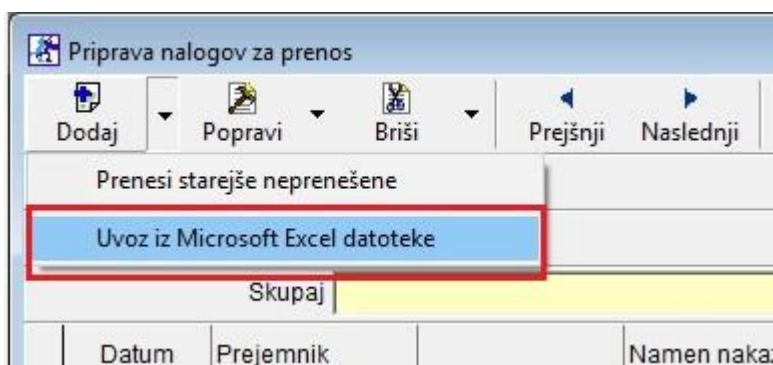 Priprava nalogov za prenos
Dodaj Popravi Briši Prejšnji Naslednji
Prenesi starejše neprenešene
Uvoz iz Microsoft Excel datoteke
Skupaj
Datum Prejemnik Namen naka